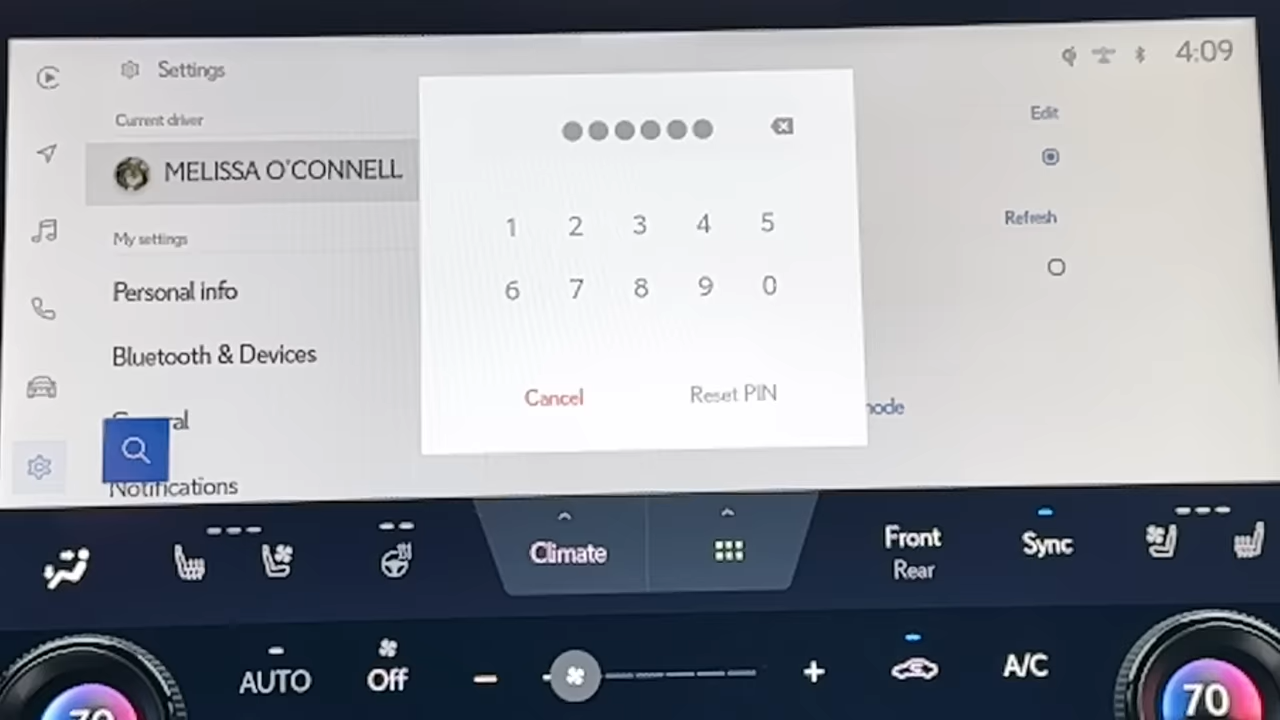 Settings
4:09
Current driver
MELISSA O'CONNELL
My settings
Personal info
Bluetooth & Devices
Notifications
1 2 3 4 5
6 7 8 9 0
Cancel Reset PIN
Edit
Refresh
Climate
Front
Rear
Sync
AUTO
Off
A/C
70
70